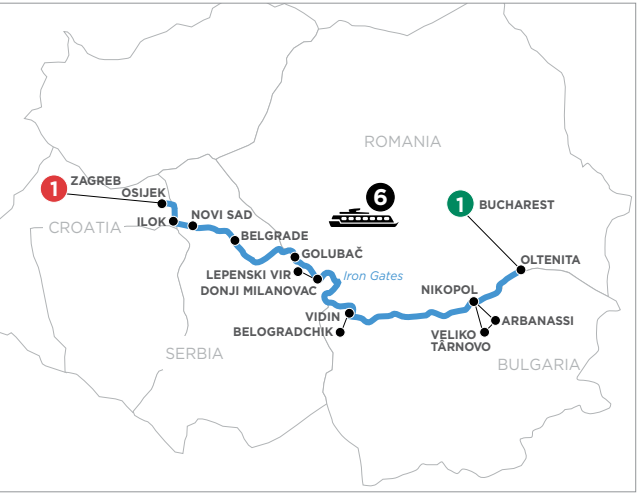 ROMANIA
1
ZAGREB
OSIJEK
6
1
BUCHAREST
CROATIA
ILOK
NOVI SAD
BELGRADE
GOLUBAČ
OLTENITA
LEPENSKI VIR
Iron Gates
DONJI MILANOVAC
NIKOPOL
VIDIN
ARBANASSI
BELOGRADCHIK
VELIKO
TÂRNOVO
SERBIA
BULGARIA